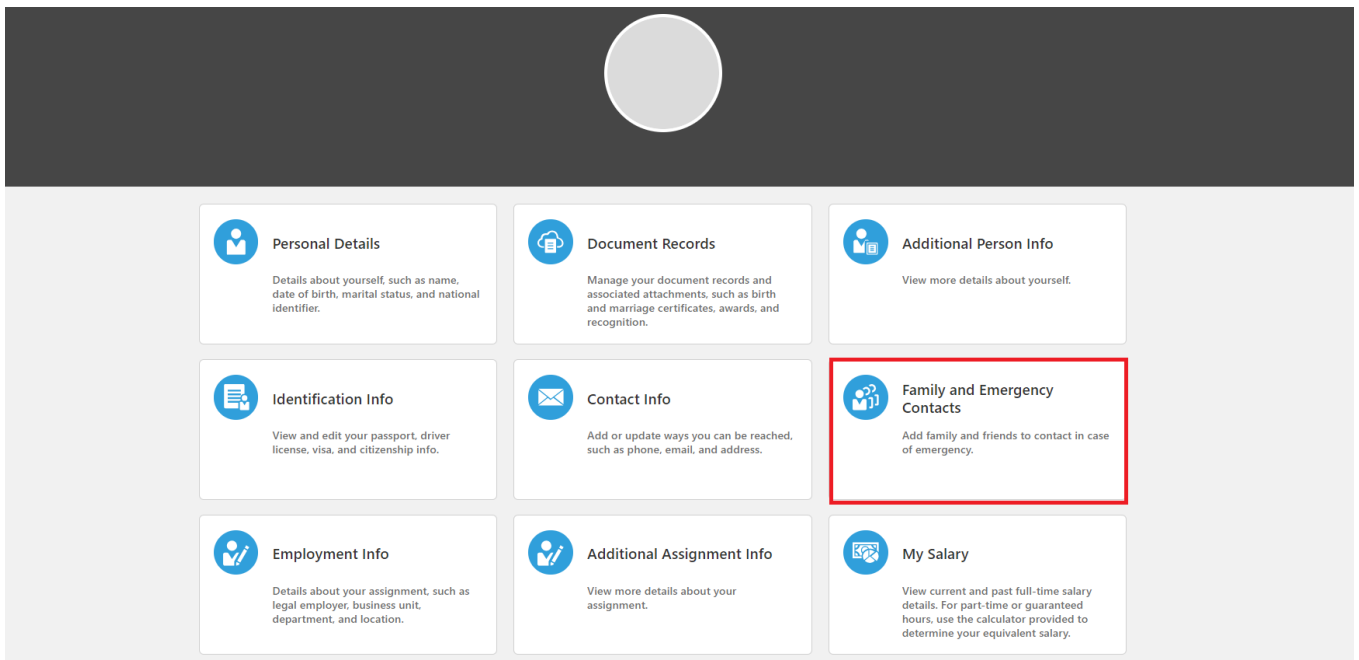 Personal Details
Details about yourself, such as name,
date of birth, marital status, and national
identifier.
Document Records
Manage your document records and
associated attachments, such as birth
and marriage certificates, awards, and
recognition.
Additional Person Info
View more details about yourself.
Identification Info
View and edit your passport, driver
license, visa, and citizenship info.
Contact Info
Add or update ways you can be reached,
such as phone, email, and address.
Family and Emergency
Contacts
Add family and friends to contact in case
of emergency.
Employment Info
Details about your assignment, such as
legal employer, business unit,
department, and location.
Additional Assignment Info
View more details about your
assignment.
My Salary
View current and past full-time salary
details. For part-time or guaranteed
hours, use the calculator provided to
determine your equivalent salary.